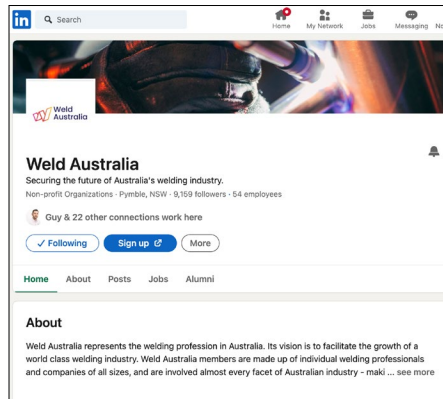 in
Search
Home
My Network
Jobs
Messaging
No
Weld
Australia
Weld Australia
Securing the future of Australia's welding industry.
Non-profit Organizations · Pymble, NSW · 9,159 followers · 54 employees
Guy & 22 other connections work here
✓ Following
Sign up
More
Home
About
Posts
Jobs
Alumni
About
Weld Australia represents the welding profession in Australia. Its vision is to facilitate the growth of a
world class welding industry. Weld Australia members are made up of individual welding professionals
and companies of all sizes, and are involved almost every facet of Australian industry - maki ... see more